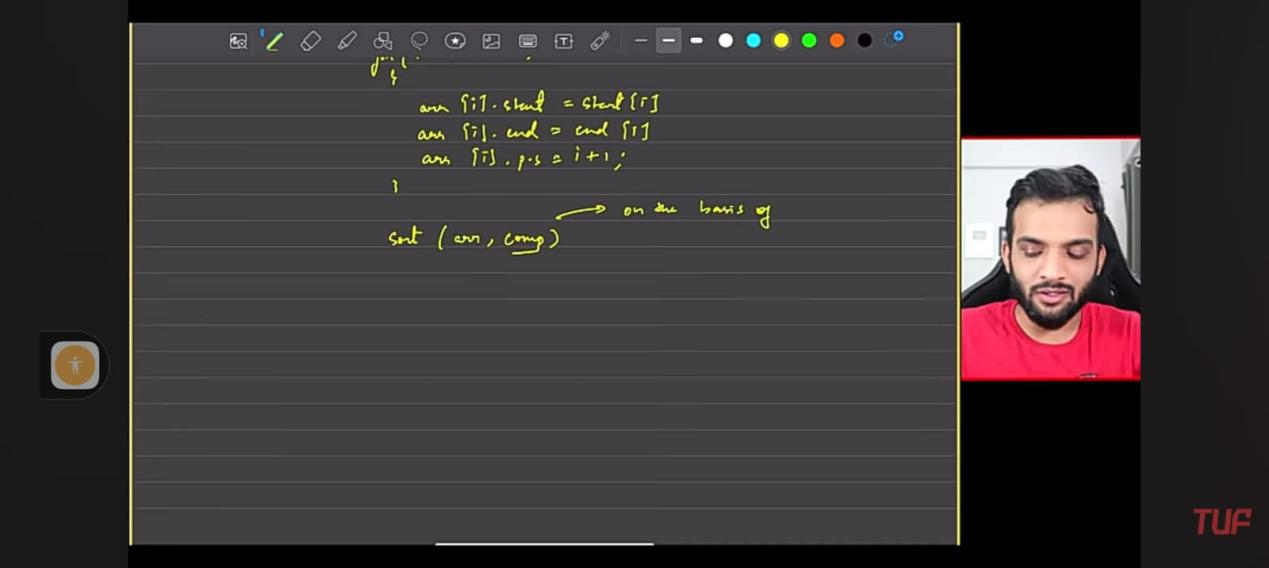 {
arr [i]. start = start [i]
arr [i]. end = end [i]
arr [i]. pos = i+1;
}
on the basis of
sort ( arr, comp )
TUF